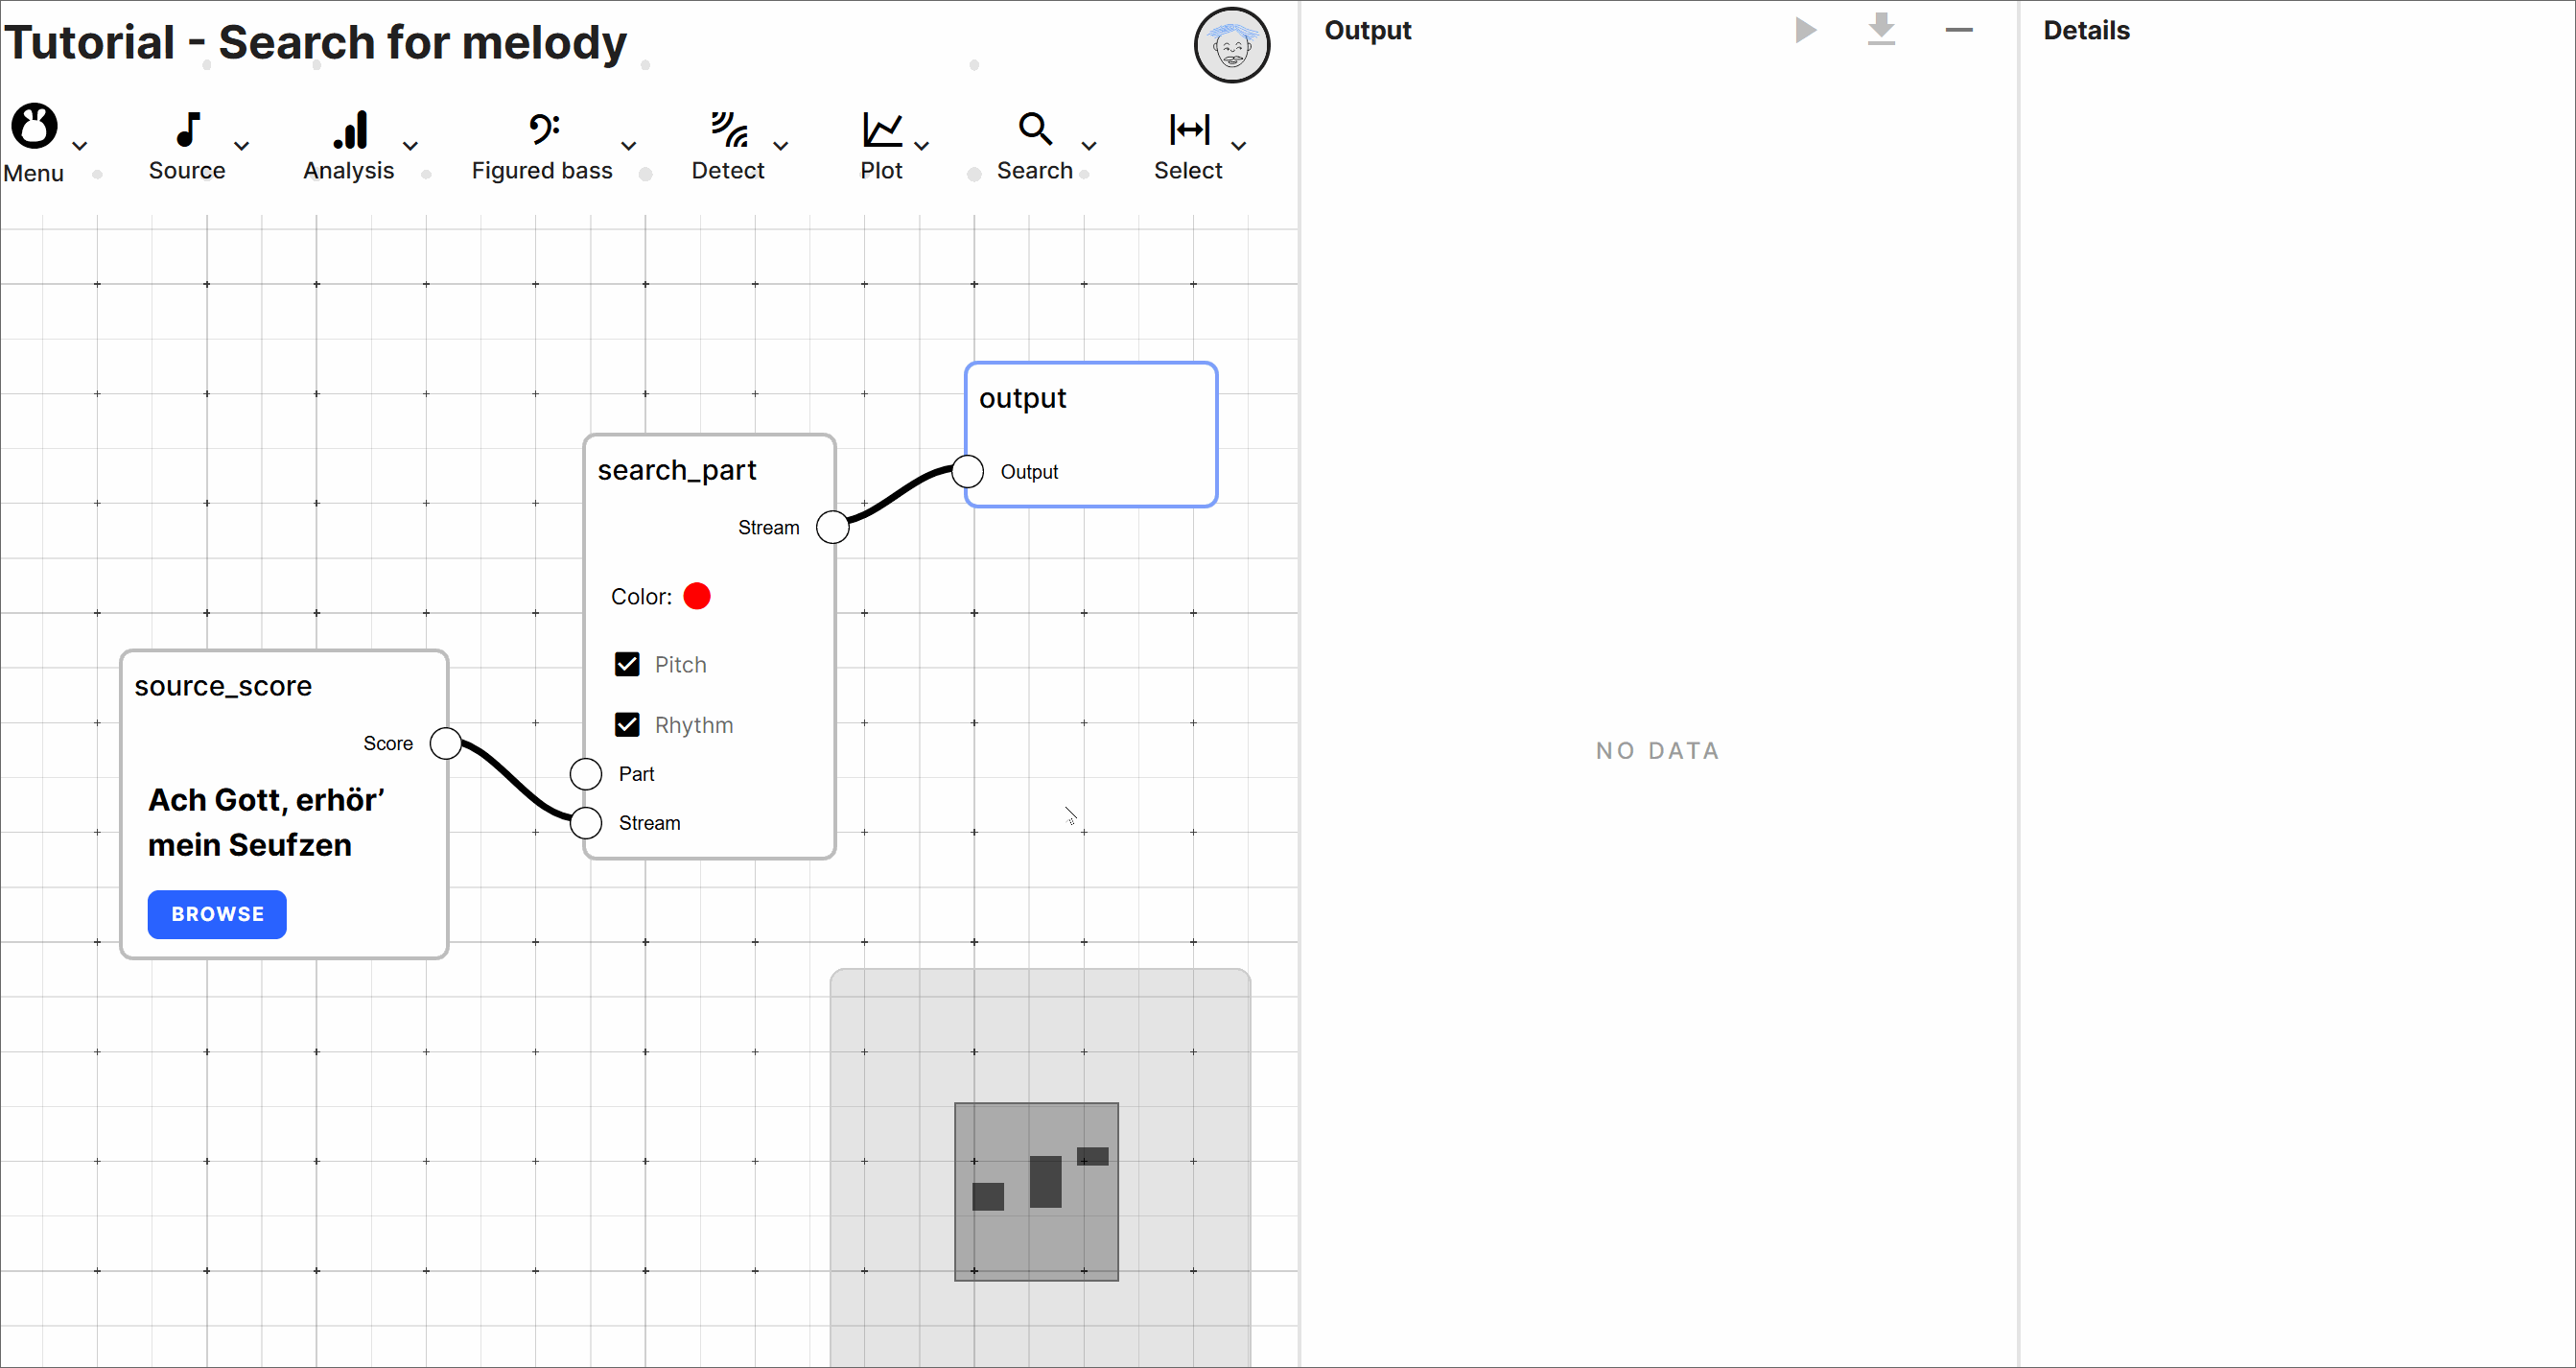 Tutorial - Search for melody
Menu
Source
Analysis
Figured bass
Detect
Plot
Search
Select
output
Output
search_part
Stream
Color:
Pitch
Rhythm
Part
Stream
source_score
Score
Ach Gott, erhör’
mein Seufzen
BROWSE
Output
NO DATA
Details